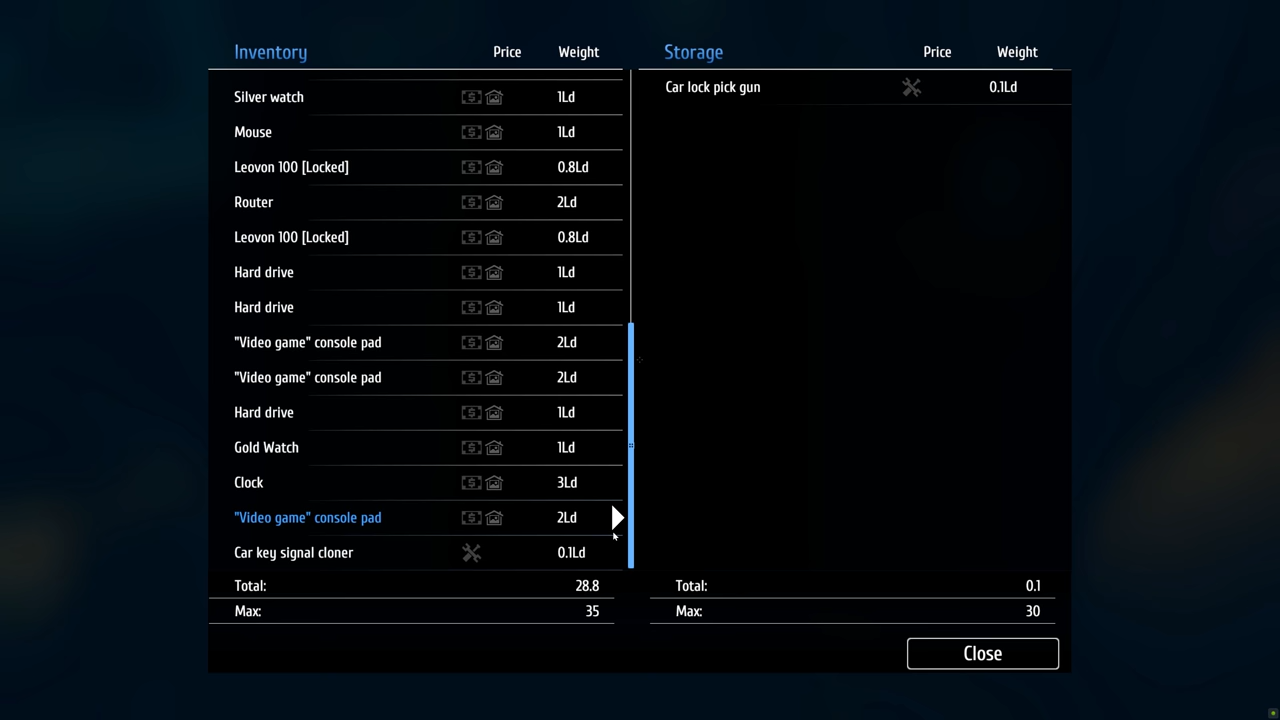 Inventory Price Weight
Silver watch 1Ld
Mouse 1Ld
Leovon 100 [Locked] 0.8Ld
Router 2Ld
Leovon 100 [Locked] 0.8Ld
Hard drive 1Ld
Hard drive 1Ld
"Video game" console pad 2Ld
"Video game" console pad 2Ld
Hard drive 1Ld
Gold Watch 1Ld
Clock 3Ld
"Video game" console pad 2Ld
Car key signal cloner 0.1Ld
Total: 28.8
Max: 35
Storage Price Weight
Car lock pick gun 0.1Ld
Total: 0.1
Max: 30
Close